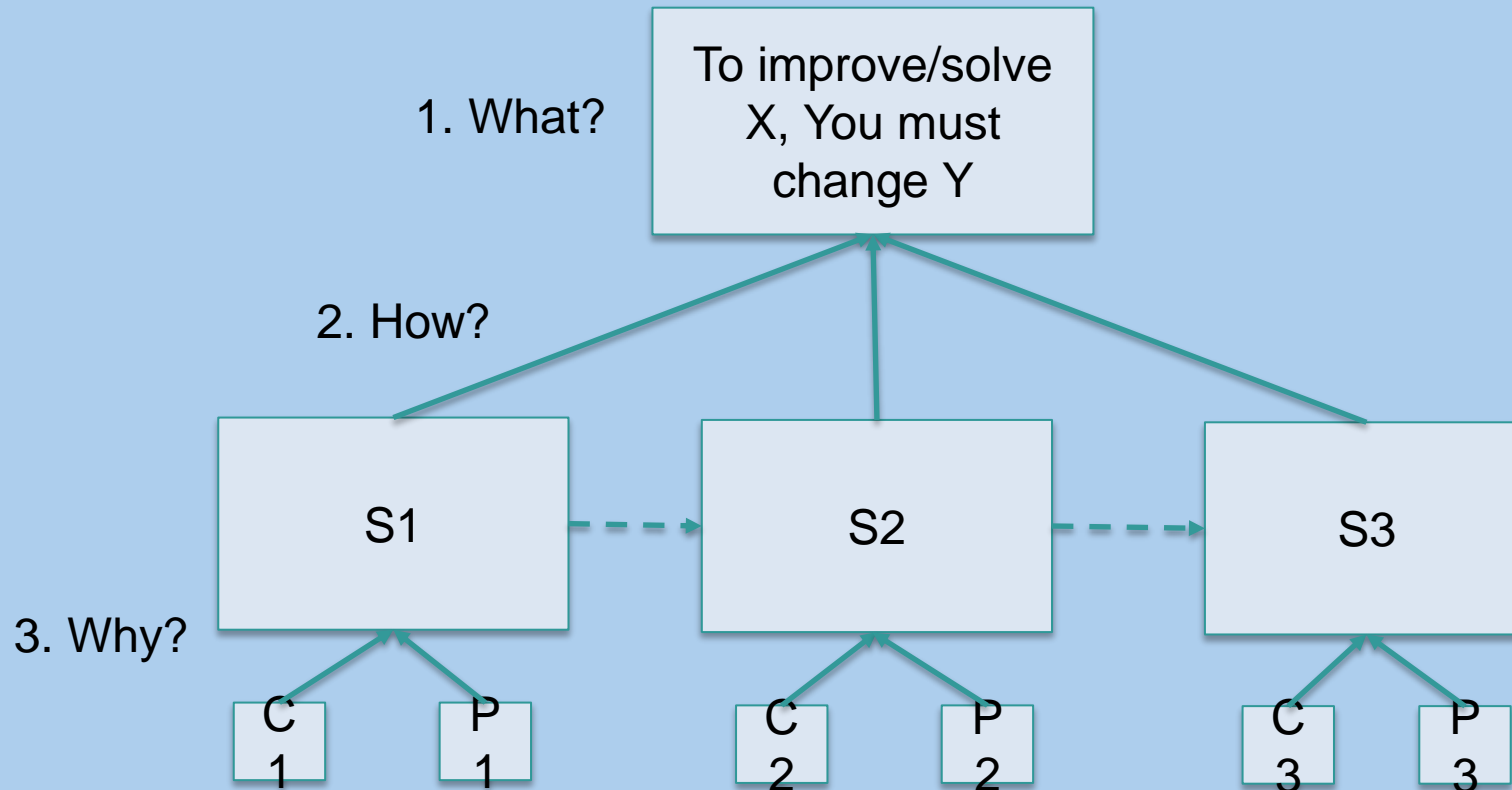 To improve/solve
X, You must
change Y
1. What?
2. How?
S1
S2
S3
3. Why?
C
1
P
1
C
2
P
2
C
3
P
3